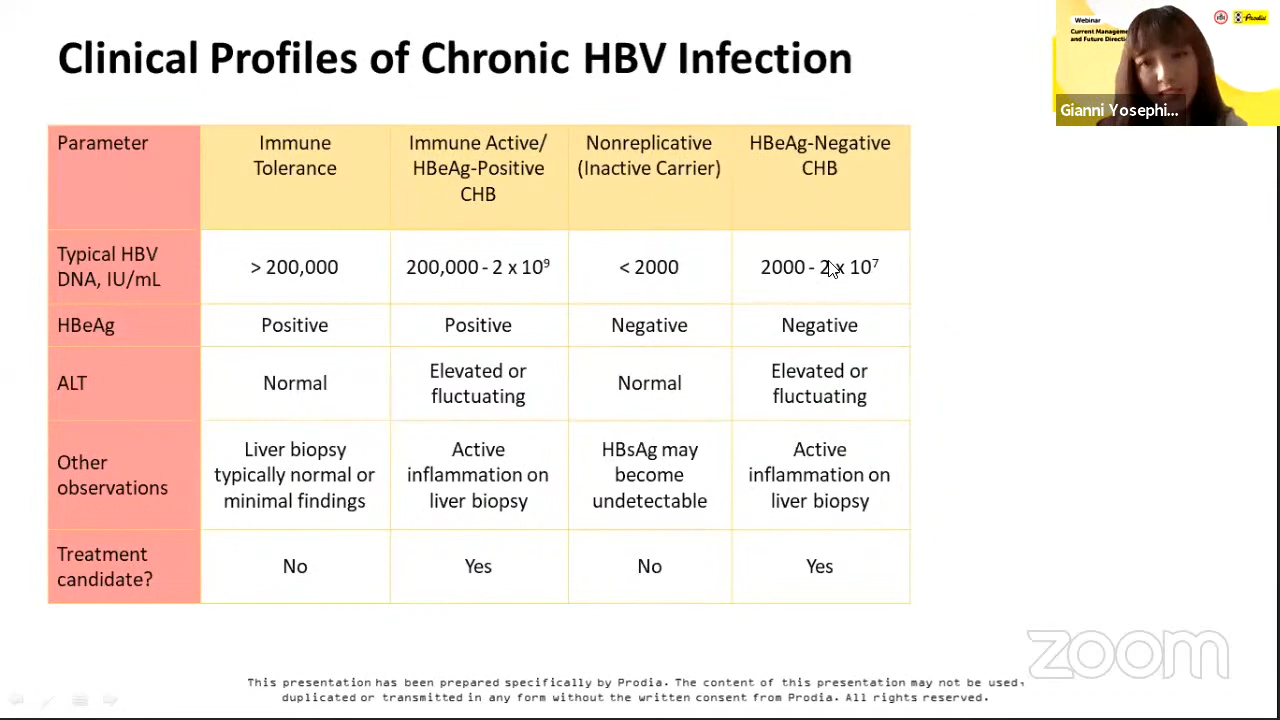 Clinical Profiles of Chronic HBV Infection
Webinar
Current Managem
and Future Directi
Prodia
Gianni Yosephi...
Parameter
Immune
Tolerance
Immune Active/
HBeAg-Positive
CHB
Nonreplicative
(Inactive Carrier)
HBeAg-Negative
CHB
Typical HBV
DNA, IU/mL
> 200,000
200,000 - 2 x 10⁹
< 2000
2000 - 2 x 10⁷
HBeAg
Positive
Positive
Negative
Negative
ALT
Normal
Elevated or
fluctuating
Normal
Elevated or
fluctuating
Other
observations
Liver biopsy
typically normal or
minimal findings
Active
inflammation on
liver biopsy
HBsAg may
become
undetectable
Active
inflammation on
liver biopsy
Treatment
candidate?
No
Yes
No
Yes
zoom
This presentation has been prepared specifically by Prodia. The content of this presentation may not be used,
duplicated or transmitted in any form without the written consent from Prodia. All rights reserved.